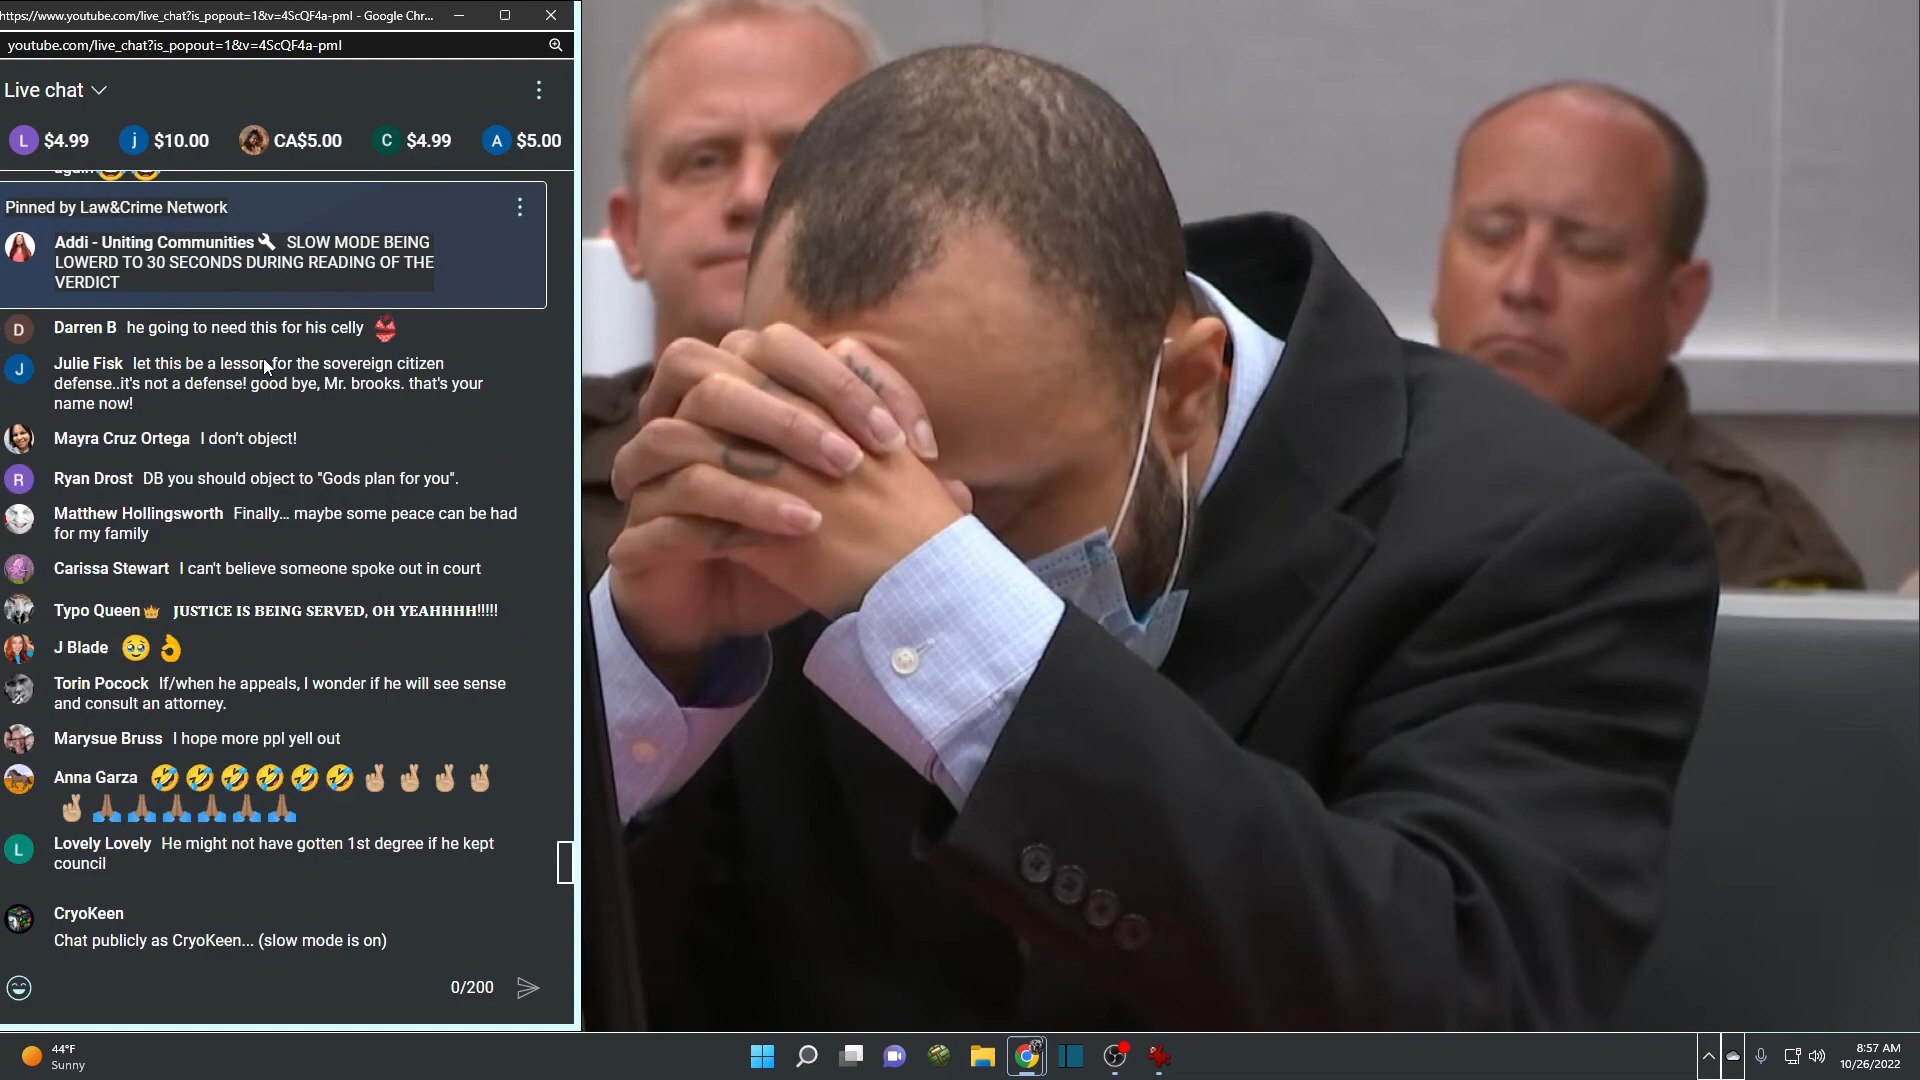 https://www.youtube.com/live_chat?is_popout=1&v=4ScQF4a-pmI - Google Chr...
youtube.com/live_chat?is_popout=1&v=4ScQF4a-pmI
Live chat
L $4.99 j $10.00 CA$5.00 C $4.99 A $5.00
again
Pinned by Law&Crime Network
Addi - Uniting Communities🔧 SLOW MODE BEING
LOWERD TO 30 SECONDS DURING READING OF THE
VERDICT
D Darren B he going to need this for his celly 👙
J Julie Fisk let this be a lesson for the sovereign citizen
defense..it's not a defense! good bye, Mr. brooks. that's your
name now!
Mayra Cruz Ortega I don't object!
R Ryan Drost DB you should object to "Gods plan for you".
Matthew Hollingsworth Finally... maybe some peace can be had
for my family
Carissa Stewart I can't believe someone spoke out in court
Typo Queen👑 JUSTICE IS BEING SERVED, OH YEAHHHH!!!!!
J Blade 🥹👌
Torin Pocock If/when he appeals, I wonder if he will see sense
and consult an attorney.
Marysue Bruss I hope more ppl yell out
Anna Garza 🤣🤣🤣🤣🤣🤣🤞🏼🤞🏼🤞🏼🤞🏼
🤞🏼🙏🏽🙏🏽🙏🏽🙏🏽🙏🏽🙏🏽
L Lovely Lovely He might not have gotten 1st degree if he kept
council
CryoKeen
Chat publicly as CryoKeen... (slow mode is on)
0/200
44°F
Sunny
8:57 AM
10/26/2022